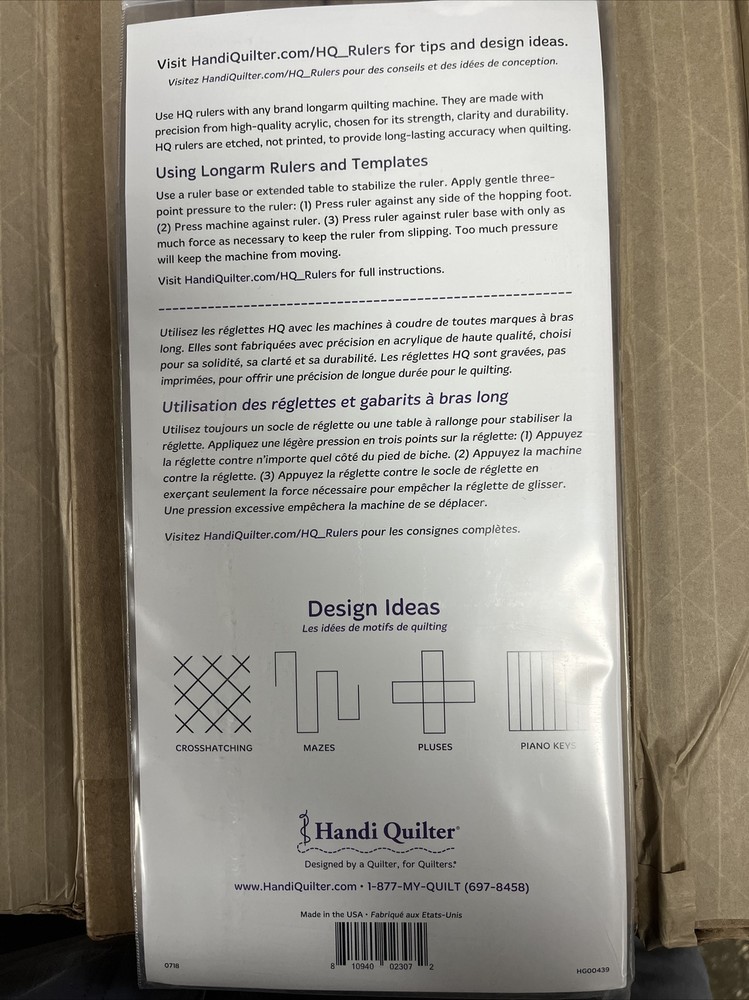 Visit HandiQuilter.com/HQ_Rulers for tips and design ideas.
Visitez HandiQuilter.com/HQ_Rulers pour des conseils et des idées de conception.
Use HQ rulers with any brand longarm quilting machine. They are made with
precision from high-quality acrylic, chosen for its strength, clarity and durability.
HQ rulers are etched, not printed, to provide long-lasting accuracy when quilting.
Using Longarm Rulers and Templates
Use a ruler base or extended table to stabilize the ruler. Apply gentle three-
point pressure to the ruler: (1) Press ruler against any side of the hopping foot.
(2) Press machine against ruler. (3) Press ruler against ruler base with only as
much force as necessary to keep the ruler from slipping. Too much pressure
will keep the machine from moving.
Visit HandiQuilter.com/HQ_Rulers for full instructions.
Utilisez les réglettes HQ avec les machines à coudre de toutes marques à bras
long. Elles sont fabriquées avec précision en acrylique de haute qualité, choisi
pour sa solidité, sa clarté et sa durabilité. Les réglettes HQ sont gravées, pas
imprimées, pour offrir une précision de longue durée pour le quilting.
Utilisation des réglettes et gabarits à bras long
Utilisez toujours un socle de réglette ou une table à rallonge pour stabiliser la
réglette. Appliquez une légère pression en trois points sur la réglette: (1) Appuyez
la réglette contre n'importe quel côté du pied de biche. (2) Appuyez la machine
contre la réglette. (3) Appuyez la réglette contre le socle de réglette en
exerçant seulement la force nécessaire pour empêcher la réglette de glisser.
Une pression excessive empêchera la machine de se déplacer.
Visitez HandiQuilter.com/HQ_Rulers pour les consignes complètes.
Design Ideas
Les idées de motifs de quilting
CROSSHATCHING MAZES PLUSES PIANO KEYS
Handi Quilter®
Designed by a Quilter, for Quilters.®
www.HandiQuilter.com • 1-877-MY-QUILT (697-8458)
Made in the USA • Fabriqué aux Etats-Unis
8 10940 02307 2
0718
HG00439